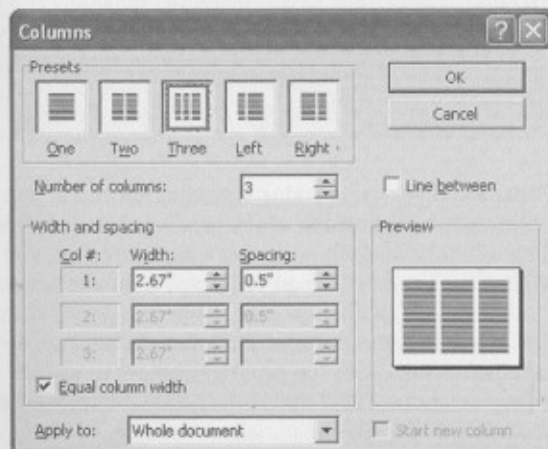 Columns
Presets
One Two Three Left Right
OK
Cancel
Number of columns: 3
Line between
Width and spacing
Col #: Width: Spacing:
1: 2.67" 0.5"
2: 2.67" 0.5"
3: 2.67"
Equal column width
Preview
Apply to: Whole document
Start new column